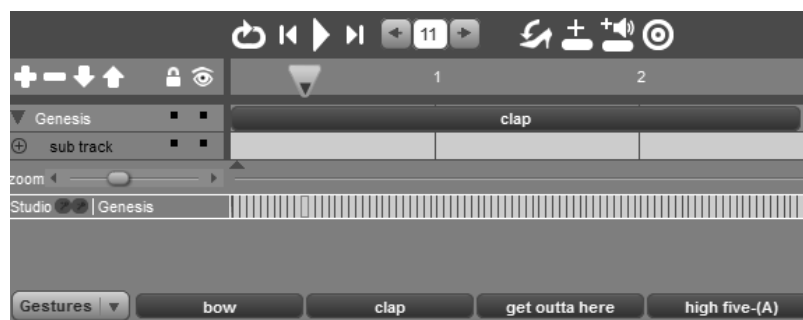 11
1 2
Genesis clap
sub track
zoom
Studio Genesis
Gestures bow clap get outta here high five-(A)